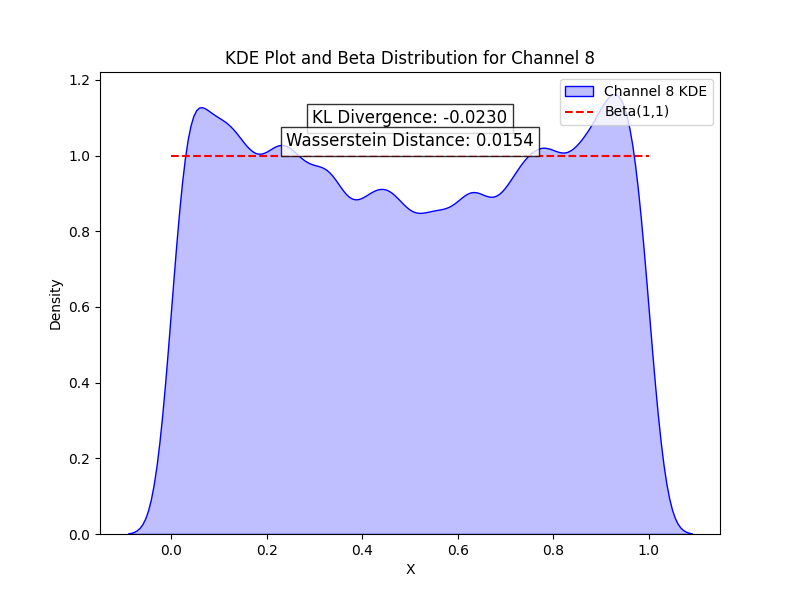 KDE Plot and Beta Distribution for Channel 8
1.2
1.0
0.8
0.6
0.4
0.2
0.0
Density
KL Divergence: -0.0230
Wasserstein Distance: 0.0154
Channel 8 KDE
Beta(1,1)
0.0 0.2 0.4 0.6 0.8 1.0
X